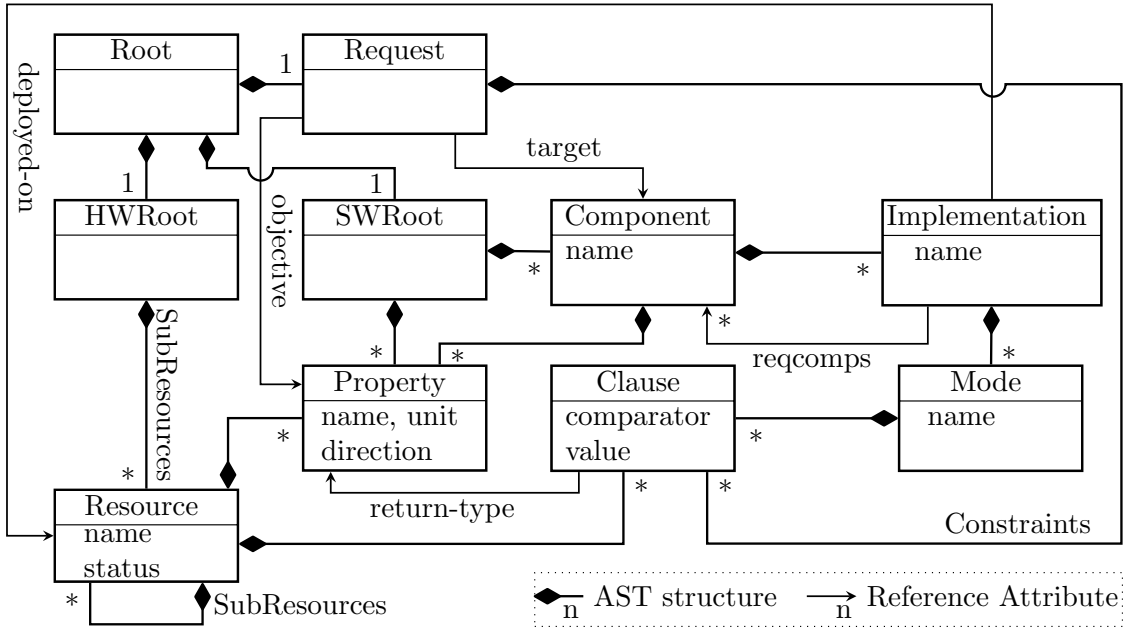 Root
Request
1
deployed-on
target
1
1
objective
HWRoot
SWRoot
Component
name
Implementation
name
*
*
SubResources
*
*
*
reqcomps
*
Property
name, unit
direction
Clause
comparator
value
Mode
name
*
*
*
*
*
return-type
Resource
name
status
Constraints
*
SubResources
n
AST structure
n
Reference Attribute